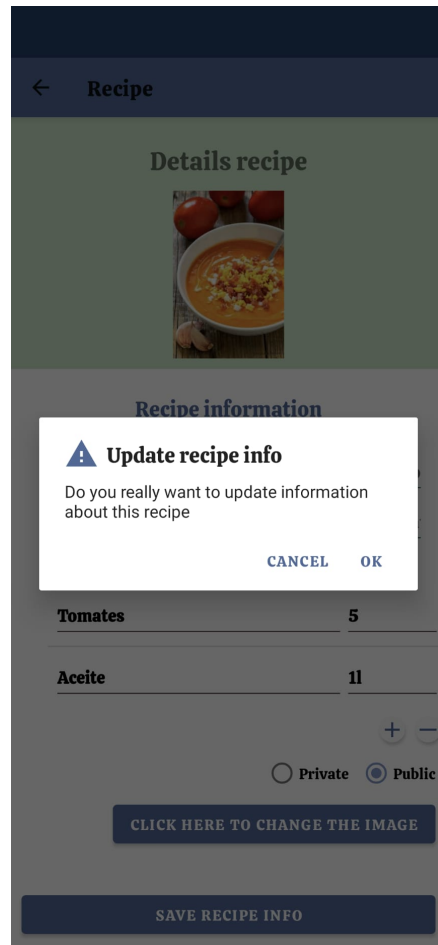 Recipe
Details recipe
Recipe information
Update recipe info
Do you really want to update information
about this recipe
CANCEL OK
Tomates 5
Aceite 1l
+ −
Private Public
CLICK HERE TO CHANGE THE IMAGE
SAVE RECIPE INFO